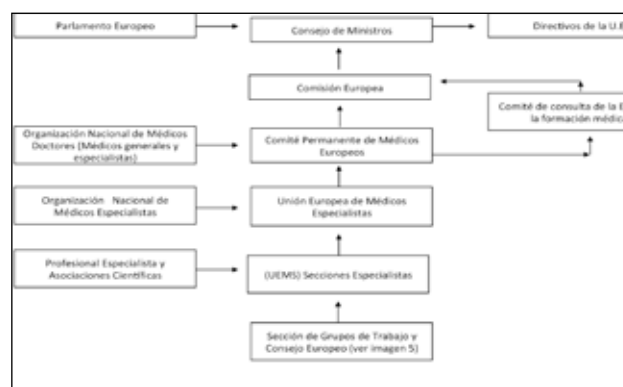 Parlamento Europeo
Consejo de Ministros
Directivos de la U.E
Comisión Europea
Comité de consulta de la E
la formación médica
Organización Nacional de Médicos
Doctores (Médicos generales y
especialistas)
Comité Permanente de Médicos
Europeos
Organización Nacional de
Médicos Especialistas
Unión Europea de Médicos
Especialistas
Profesional Especialista y
Asociaciones Científicas
(UEMS) Secciones Especialistas
Sección de Grupos de Trabajo y
Consejo Europeo (ver imagen 5)